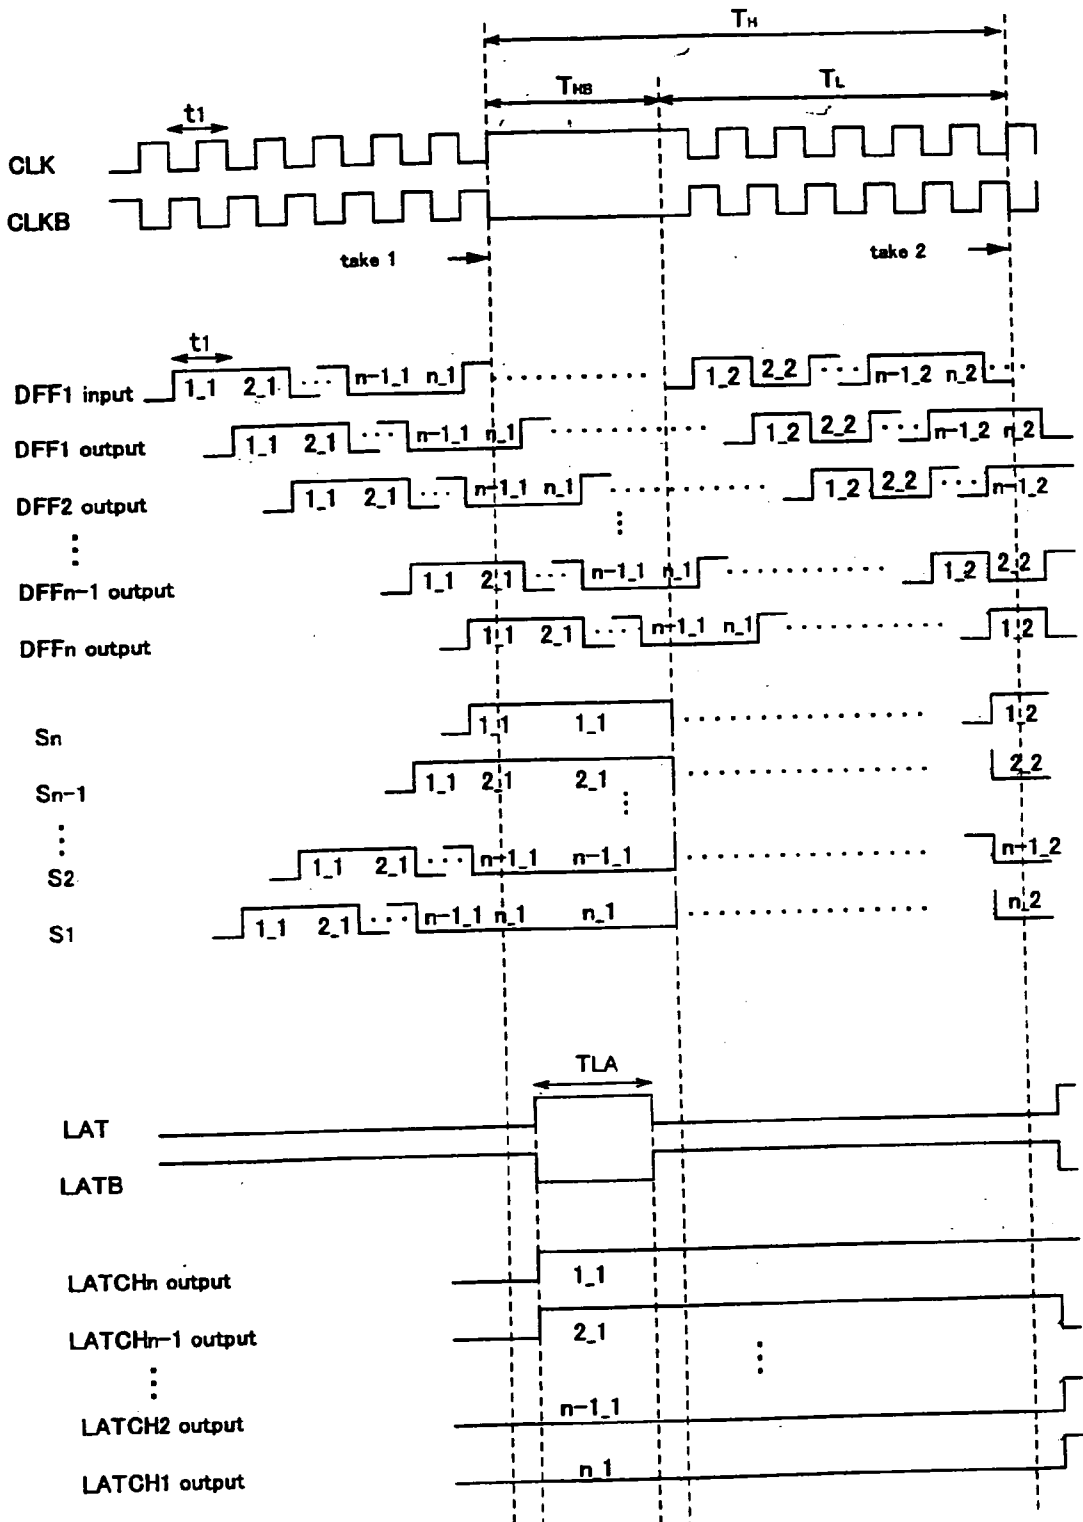 TH
THB TL
t1
CLK
CLKB
take 1 take 2
t1
DFF1 input 1_1 2_1 n-1_1 n_1 1_2 2_2 n-1_2 n_2
DFF1 output 1_1 2_1 n-1_1 n_1 1_2 2_2 n-1_2 n_2
DFF2 output 1_1 2_1 n-1_1 n_1 1_2 2_2 n-1_2
DFFn-1 output 1_1 2_1 n-1_1 n_1 1_2 2_2
DFFn output 1_1 2_1 n-1_1 n_1 1_2
Sn 1_1 1_1 1_2
Sn-1 1_1 2_1 2_1 2_2
S2 1_1 2_1 n-1_1 n-1_1 n-1_2
S1 1_1 2_1 n-1_1 n_1 n_1 n_2
TLA
LAT
LATB
LATCHn output 1_1
LATCHn-1 output 2_1
LATCH2 output n-1_1
LATCH1 output n_1